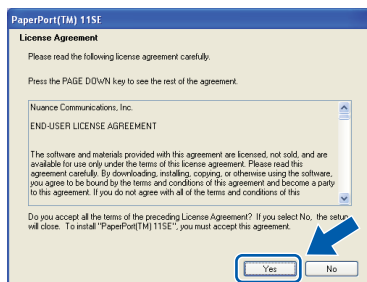 PaperPort(TM) 11SE
License Agreement
Please read the following license agreement carefully.
Press the PAGE DOWN key to see the rest of the agreement.
Nuance Communications, Inc.
END-USER LICENSE AGREEMENT
The software and materials provided with this agreement are licensed, not sold, and are
available for use only under the terms of this license agreement. Please read this
agreement carefully. By downloading, installing, copying, or otherwise using the software,
you agree to be bound by the terms and conditions of this agreement and become a party
to this agreement. If you do not agree with all of the terms and conditions of this
Do you accept all the terms of the preceding License Agreement? If you select No, the setup
will close. To install "PaperPort(TM) 11SE", you must accept this agreement.
Yes
No